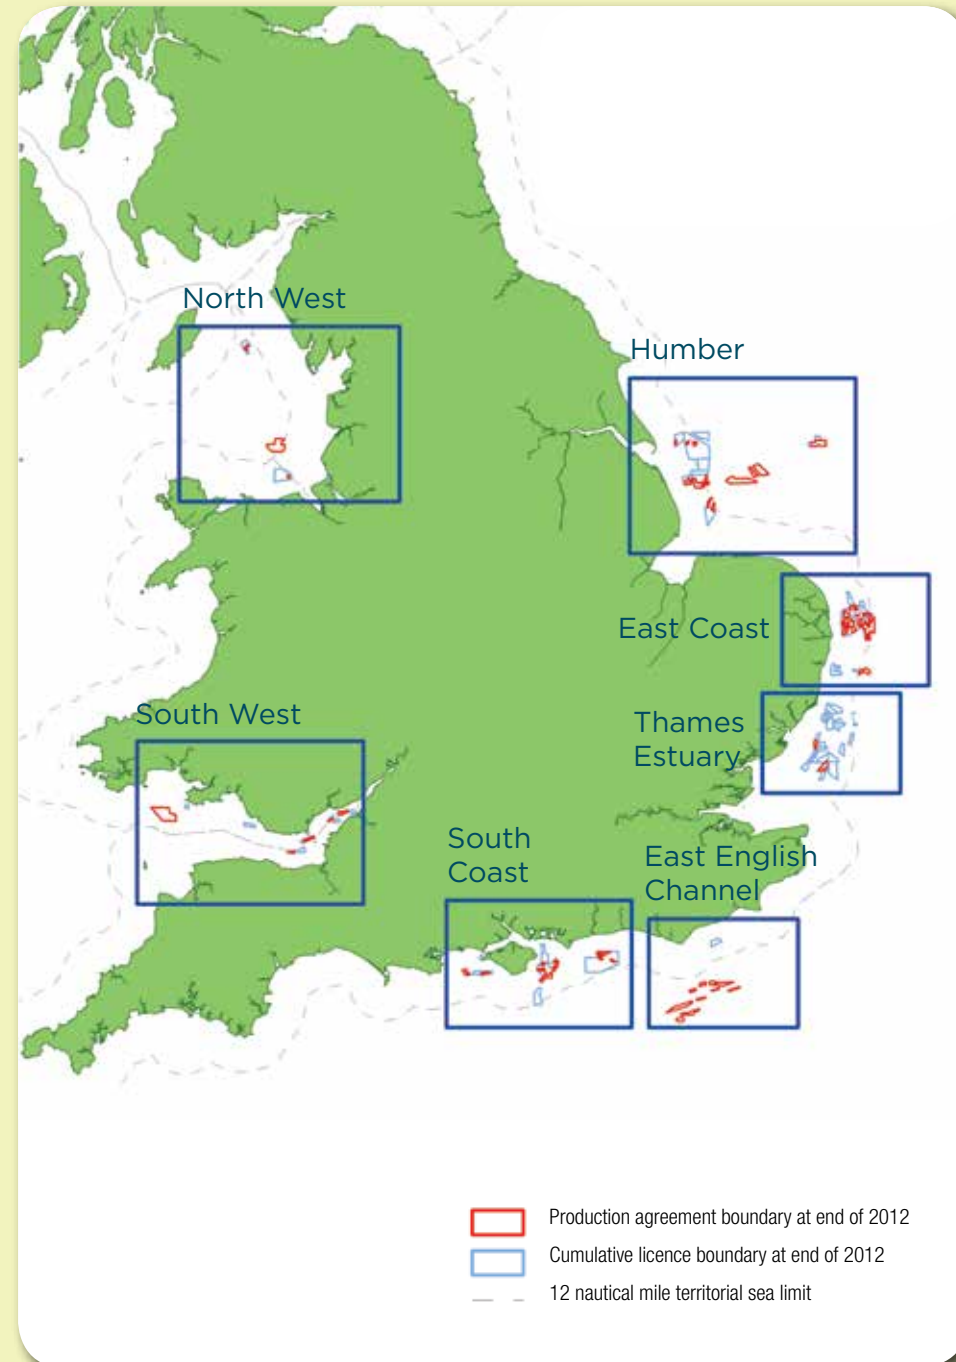 North West
Humber
East Coast
South West
Thames
Estuary
South
Coast
East English
Channel
Production agreement boundary at end of 2012
Cumulative licence boundary at end of 2012
12 nautical mile territorial sea limit